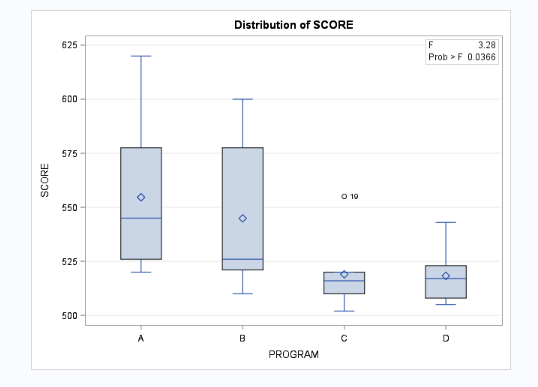 Distribution of SCORE
F 3.28
Prob > F 0.0366
625
600
575
550
525
500
SCORE
19
A B C D
PROGRAM